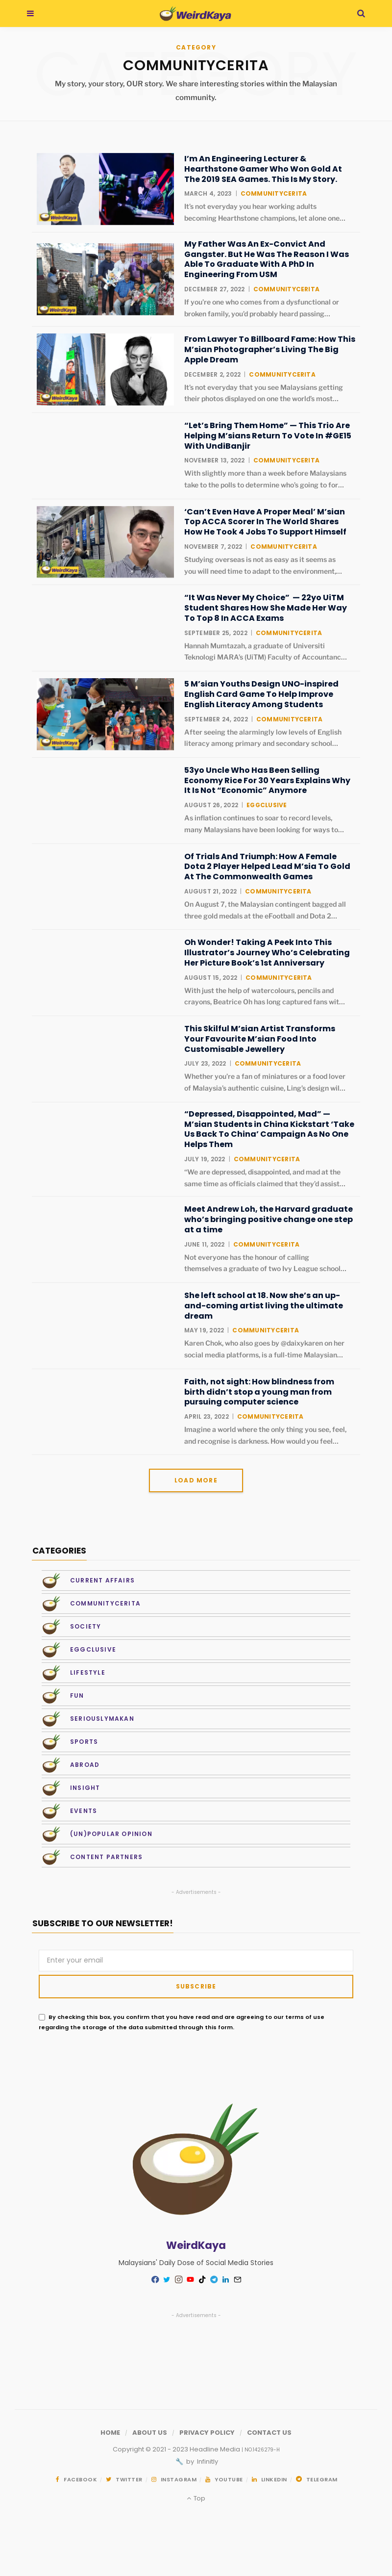 WeirdKaya
CATEGORY
COMMUNITYCERITA
My story, your story, OUR story. We share interesting stories within the Malaysian
community.
I'm An Engineering Lecturer &
Hearthstone Gamer Who Won Gold At
The 2019 SEA Games. This Is My Story.
MARCH 4, 2023 | COMMUNITYCERITA
It's not everyday you hear working adults
becoming Hearthstone champions, let alone one...
WeirdKaya
My Father Was An Ex-Convict And
Gangster. But He Was The Reason I Was
Able To Graduate With A PhD In
Engineering From USM
DECEMBER 27, 2022 | COMMUNITYCERITA
If you're one who comes from a dysfunctional or
broken family, you'd probably heard passing...
WeirdKaya
From Lawyer To Billboard Fame: How This
M'sian Photographer's Living The Big
Apple Dream
DECEMBER 2, 2022 | COMMUNITYCERITA
It's not everyday that you see Malaysians getting
their photos displayed on one the world's most...
WeirdKaya
"Let's Bring Them Home" — This Trio Are
Helping M'sians Return To Vote In #GE15
With UndiBanjir
NOVEMBER 13, 2022 | COMMUNITYCERITA
With slightly more than a week before Malaysians
take to the polls to determine who's going to for...
'Can't Even Have A Proper Meal' M'sian
Top ACCA Scorer In The World Shares
How He Took 4 Jobs To Support Himself
NOVEMBER 7, 2022 | COMMUNITYCERITA
Studying overseas is not as easy as it seems as
you will need time to adapt to the environment,...
WeirdKaya
"It Was Never My Choice" — 22yo UiTM
Student Shares How She Made Her Way
To Top 8 In ACCA Exams
SEPTEMBER 25, 2022 | COMMUNITYCERITA
Hannah Mumtazah, a graduate of Universiti
Teknologi MARA's (UiTM) Faculty of Accountanc...
5 M'sian Youths Design UNO-inspired
English Card Game To Help Improve
English Literacy Among Students
SEPTEMBER 24, 2022 | COMMUNITYCERITA
After seeing the alarmingly low levels of English
literacy among primary and secondary school...
WeirdKaya
53yo Uncle Who Has Been Selling
Economy Rice For 30 Years Explains Why
It Is Not "Economic" Anymore
AUGUST 26, 2022 | EGGCLUSIVE
As inflation continues to soar to record levels,
many Malaysians have been looking for ways to...
Of Trials And Triumph: How A Female
Dota 2 Player Helped Lead M'sia To Gold
At The Commonwealth Games
AUGUST 21, 2022 | COMMUNITYCERITA
On August 7, the Malaysian contingent bagged all
three gold medals at the eFootball and Dota 2...
Oh Wonder! Taking A Peek Into This
Illustrator's Journey Who's Celebrating
Her Picture Book's 1st Anniversary
AUGUST 15, 2022 | COMMUNITYCERITA
With just the help of watercolours, pencils and
crayons, Beatrice Oh has long captured fans wit...
This Skilful M'sian Artist Transforms
Your Favourite M'sian Food Into
Customisable Jewellery
JULY 23, 2022 | COMMUNITYCERITA
Whether you're a fan of miniatures or a food lover
of Malaysia's authentic cuisine, Ling's design wil...
"Depressed, Disappointed, Mad" —
M'sian Students in China Kickstart 'Take
Us Back To China' Campaign As No One
Helps Them
JULY 19, 2022 | COMMUNITYCERITA
"We are depressed, disappointed, and mad at the
same time as officials claimed that they'd assist...
Meet Andrew Loh, the Harvard graduate
who's bringing positive change one step
at a time
JUNE 11, 2022 | COMMUNITYCERITA
Not everyone has the honour of calling
themselves a graduate of two Ivy League school...
She left school at 18. Now she's an up-
and-coming artist living the ultimate
dream
MAY 19, 2022 | COMMUNITYCERITA
Karen Chok, who also goes by @daixykaren on her
social media platforms, is a full-time Malaysian...
Faith, not sight: How blindness from
birth didn't stop a young man from
pursuing computer science
APRIL 23, 2022 | COMMUNITYCERITA
Imagine a world where the only thing you see, feel,
and recognise is darkness. How would you feel...
LOAD MORE
CATEGORIES
CURRENT AFFAIRS
COMMUNITYCERITA
SOCIETY
EGGCLUSIVE
LIFESTYLE
FUN
SERIOUSLYMAKAN
SPORTS
ABROAD
INSIGHT
EVENTS
(UN)POPULAR OPINION
CONTENT PARTNERS
- Advertisements -
SUBSCRIBE TO OUR NEWSLETTER!
Enter your email
SUBSCRIBE
By checking this box, you confirm that you have read and are agreeing to our terms of use
regarding the storage of the data submitted through this form.
WeirdKaya
Malaysians' Daily Dose of Social Media Stories
- Advertisements -
HOME / ABOUT US / PRIVACY POLICY / CONTACT US
Copyright © 2021 - 2023 Headline Media | NO1426279-H
🔧 by Infinitly
FACEBOOK TWITTER INSTAGRAM YOUTUBE LINKEDIN TELEGRAM
Top